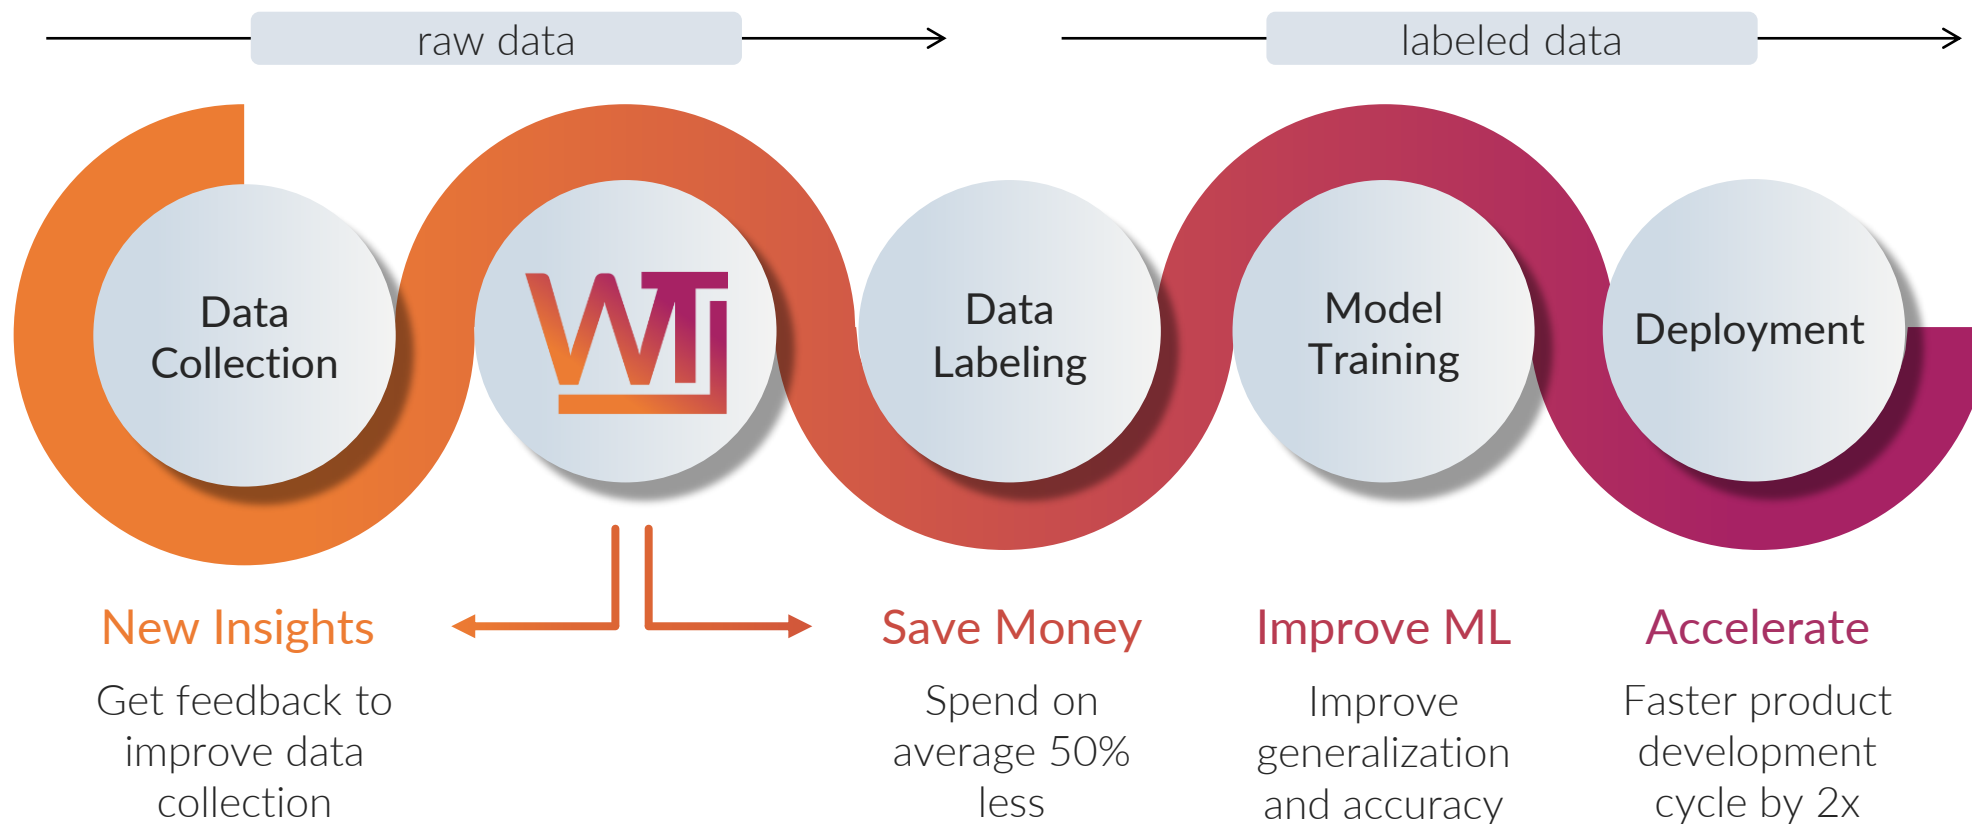 raw data
labeled data
Data
Collection
WT
Data
Labeling
Model
Training
Deployment
New Insights
Get feedback to
improve data
collection
Save Money
Spend on
average 50%
less
Improve ML
Improve
generalization
and accuracy
Accelerate
Faster product
development
cycle by 2x